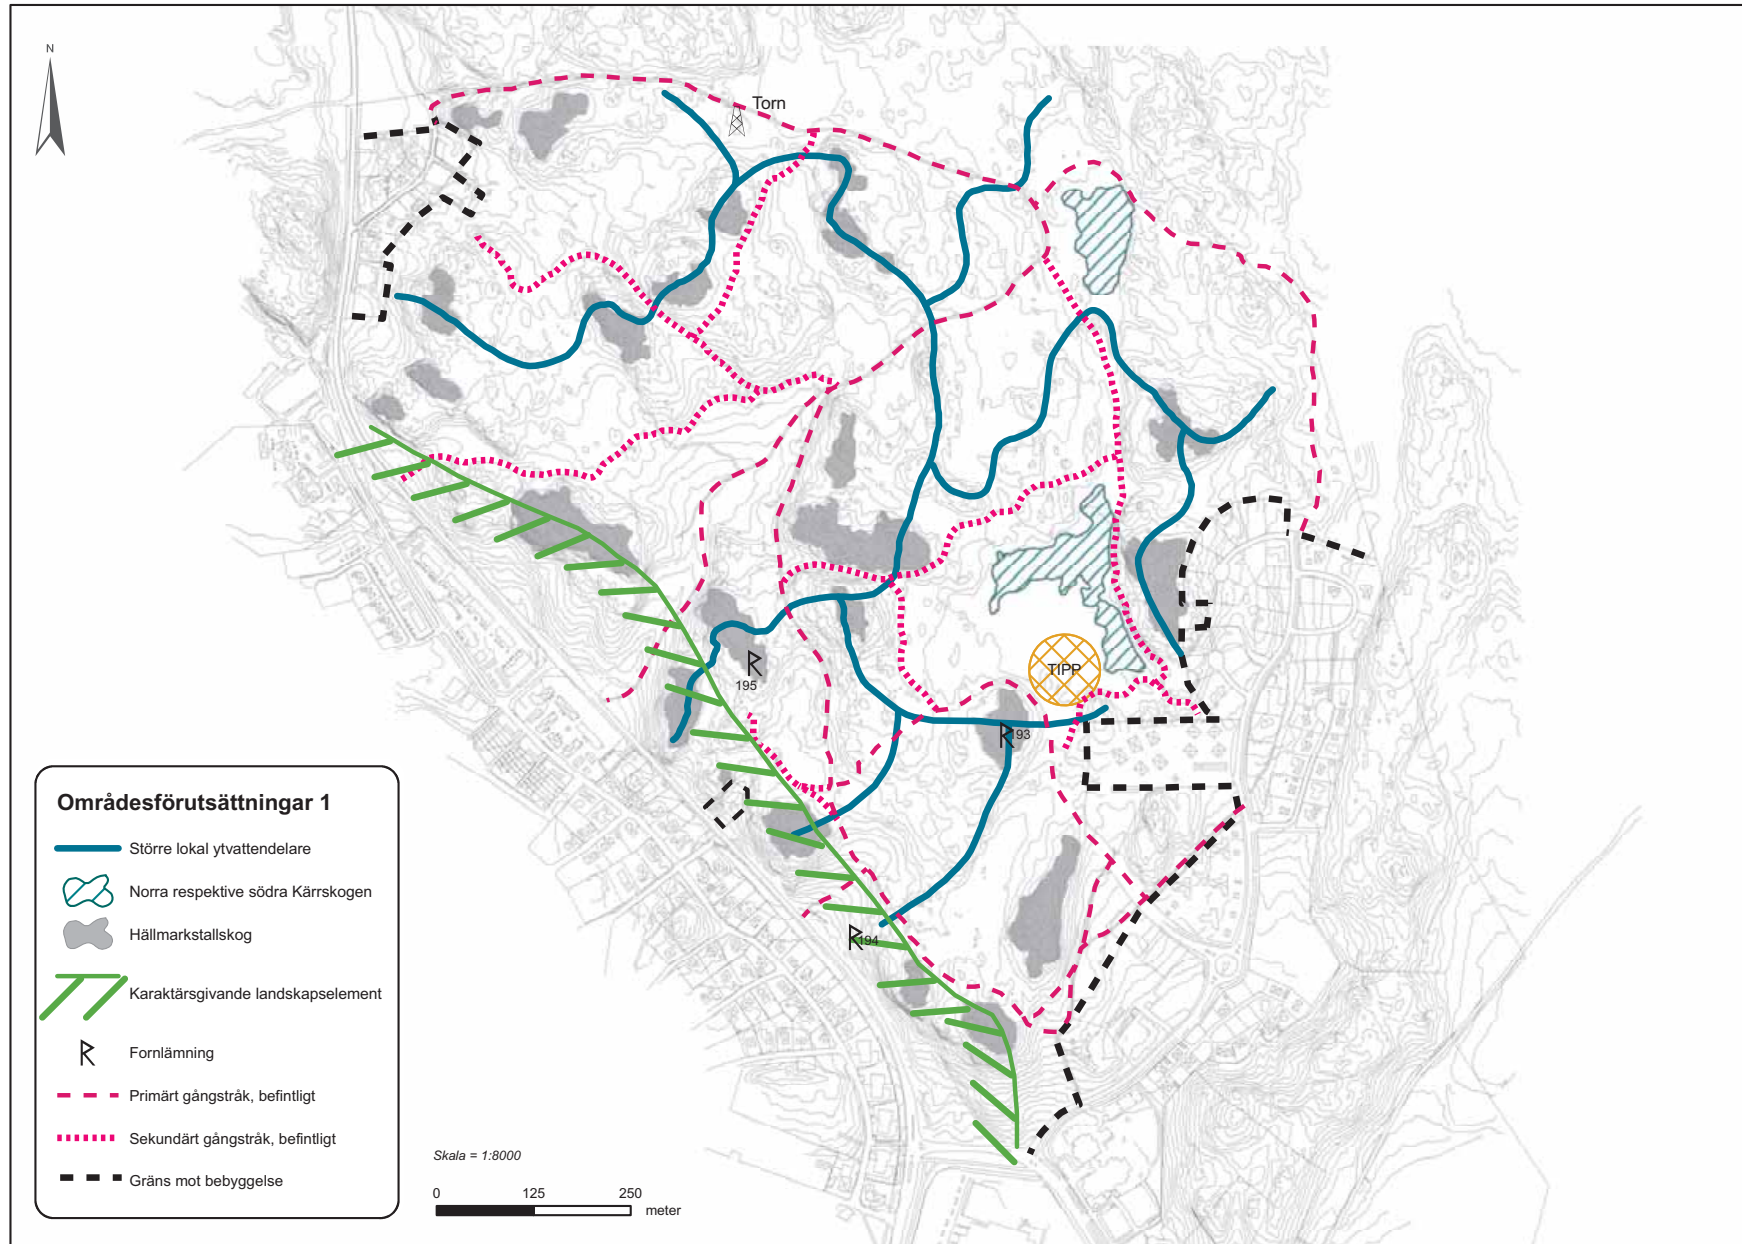 N
Torn
195
TIPP
193
194
Områdesförutsättningar 1
Större lokal ytvattendelare
Norra respektive södra Kärrskogen
Hällmarkstallskog
Karaktärsgivande landskapselement
Fornlämning
Primärt gångstråk, befintligt
Sekundärt gångstråk, befintligt
Gräns mot bebyggelse
Skala = 1:8000
0 125 250
meter